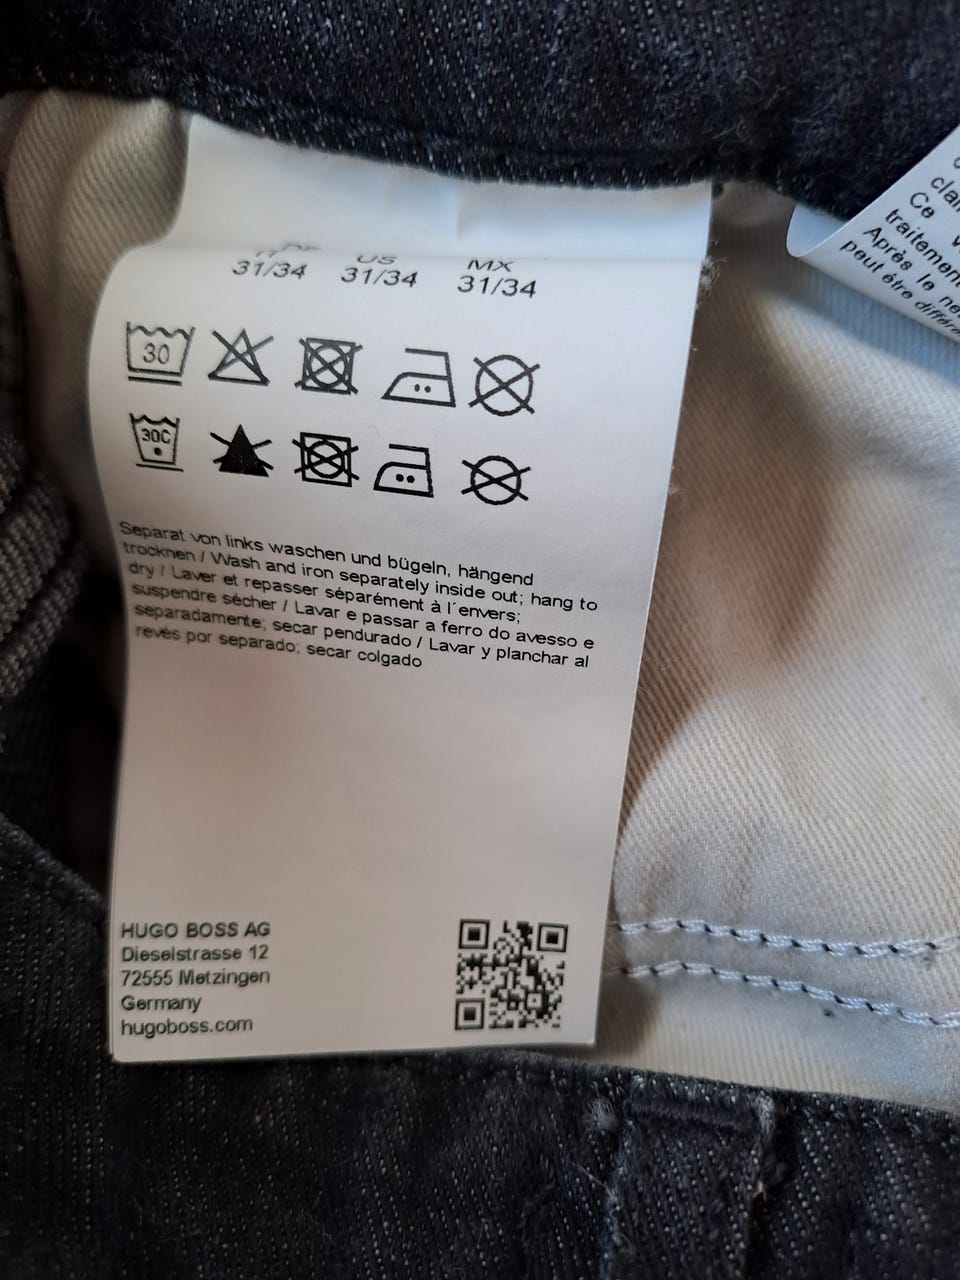 US MX
31/34 31/34 31/34
30
30C
Separat von links waschen und bügeln, hängend
trocknen / Wash and iron separately inside out; hang to
dry / Laver et repasser séparément à l´envers;
suspendre sécher / Lavar e passar a ferro do avesso e
separadamente; secar pendurado / Lavar y planchar al
revés por separado; secar colgado
HUGO BOSS AG
Dieselstrasse 12
72555 Metzingen
Germany
hugoboss.com
Ce
traitement
Après le
peut être